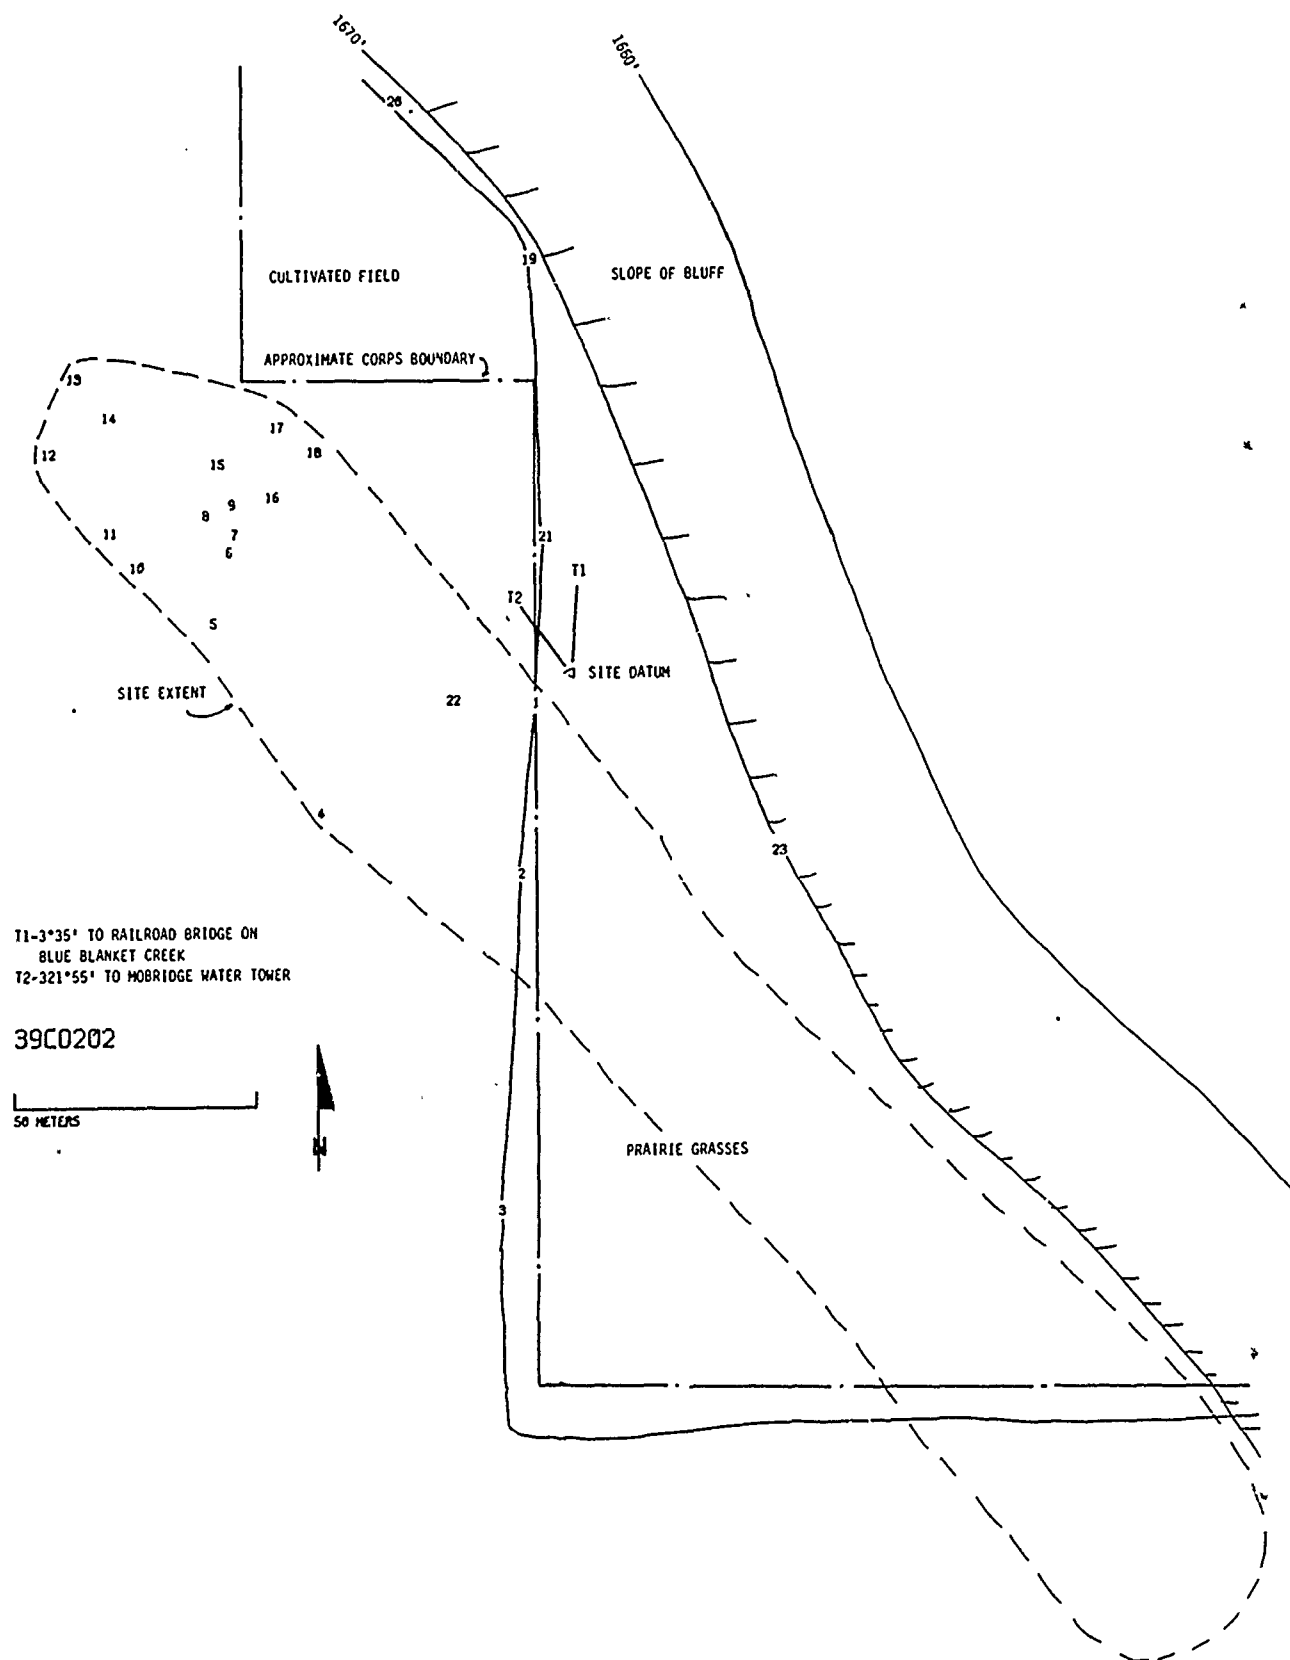 1670'
1660'
20
19
CULTIVATED FIELD
SLOPE OF BLUFF
APPROXIMATE CORPS BOUNDARY
13
14
17
12
18
15
16
9
8
11
7
21
6
10
T1
T2
5
SITE DATUM
SITE EXTENT
22
1
4
23
2
T1-3°35' TO RAILROAD BRIDGE ON
BLUE BLANKET CREEK
T2-321°55' TO MOBRIDGE WATER TOWER
39CO202
50 METERS
N
PRAIRIE GRASSES
3